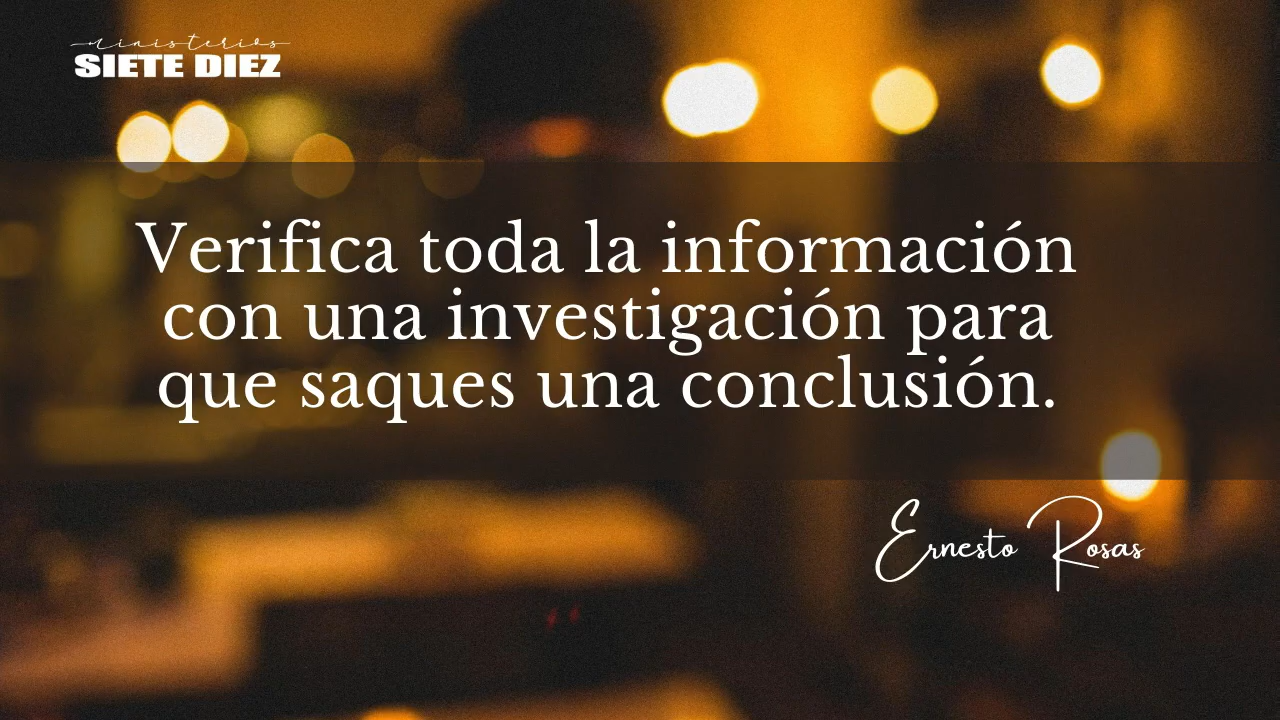 ministerios
SIETE DIEZ
Verifica toda la información
con una investigación para
que saques una conclusión.
Ernesto Rosas